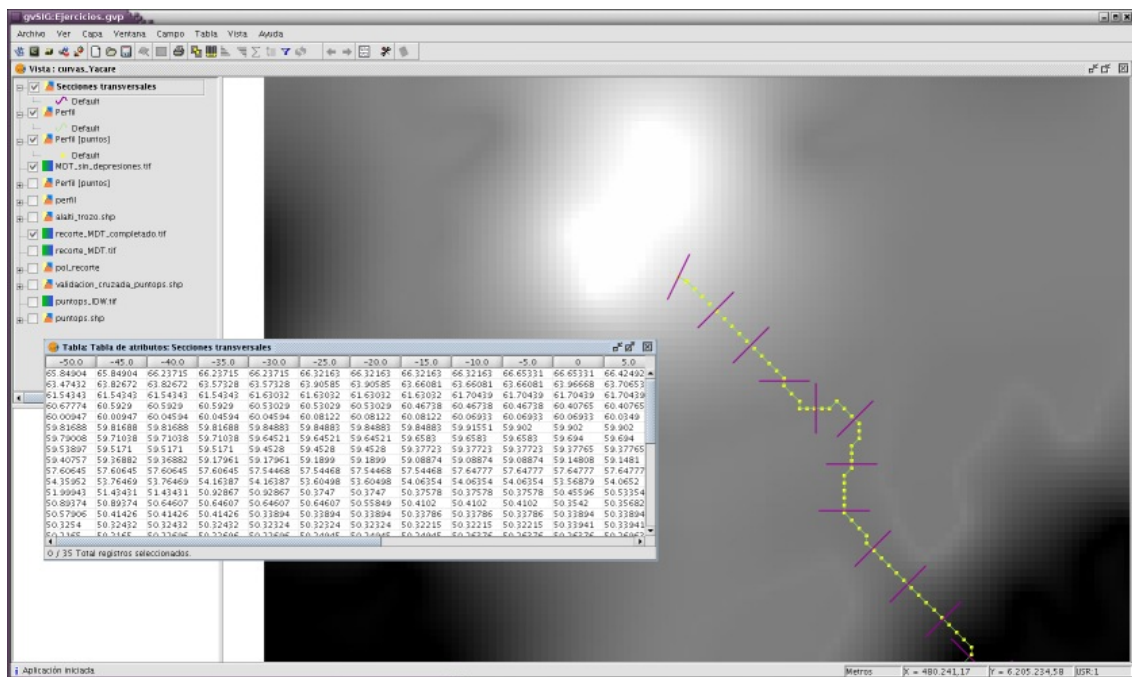 gvSIG:Ejercicios.gvp
Archivo Ver Capa Ventana Campo Tabla Vista Ayuda
Vista: curvas_Yacare
Secciones transversales
Default
Perfil
Default
Perfil [puntos]
Default
MDT_sin_depresiones.tif
Perfil [puntos]
perfil
alalti_trozo.shp
recorte_MDT_completado.tif
recorte_MDT.tif
pol_recorte
validacion_cruzada_puntops.shp
puntops_IDW.tif
puntops.shp
Tabla: Tabla de atributos: Secciones transversales
-50.0 -45.0 -40.0 -35.0 -30.0 -25.0 -20.0 -15.0 -10.0 -5.0 0 5.0
65.84904 65.84904 66.23715 66.23715 66.23715 66.32163 66.32163 66.32163 66.32163 66.65331 66.65331 66.42492
63.47432 63.82672 63.82672 63.57328 63.57328 63.90585 63.90585 63.66081 63.66081 63.66081 63.96668 63.70653
61.54343 61.54343 61.54343 61.54343 61.63032 61.63032 61.63032 61.63032 61.70439 61.70439 61.70439 61.70439
60.67774 60.5929 60.5929 60.5929 60.53029 60.53029 60.53029 60.46738 60.46738 60.46738 60.40765 60.40765
60.00947 60.00947 60.04594 60.04594 60.04594 60.08122 60.08122 60.08122 60.06933 60.06933 60.06933 60.0349
59.81688 59.81688 59.81688 59.81688 59.84883 59.84883 59.84883 59.84883 59.91551 59.902 59.902 59.902
59.79008 59.71038 59.71038 59.71038 59.64521 59.64521 59.64521 59.6583 59.6583 59.6583 59.694 59.694
59.53897 59.5171 59.5171 59.5171 59.4528 59.4528 59.4528 59.37723 59.37723 59.37723 59.37765 59.37765
59.40757 59.36882 59.36882 59.17961 59.17961 59.1899 59.1899 59.08874 59.08874 59.08874 59.14808 59.1481
57.60645 57.60645 57.60645 57.54468 57.54468 57.54468 57.54468 57.64777 57.64777 57.64777 57.64777 57.64777
54.35952 53.76469 53.76469 54.16387 54.16387 53.60498 53.60498 54.06354 54.06354 54.06354 53.56879 54.0652
51.99943 51.43431 51.43431 50.92867 50.92867 50.3747 50.3747 50.37578 50.37578 50.37578 50.45596 50.53354
50.89374 50.89374 50.64607 50.64607 50.64607 50.64607 50.55849 50.4102 50.4102 50.4102 50.3542 50.35682
50.57906 50.41426 50.41426 50.41426 50.33894 50.33894 50.33894 50.33786 50.33786 50.33786 50.33894 50.33894
50.3254 50.32432 50.32432 50.32432 50.32324 50.32324 50.32324 50.32215 50.32215 50.32215 50.33941 50.33941
0 / 35 Total registros seleccionados.
Aplicación iniciada
Metros X = 480.241,17 Y = 6.205.234,58 USR:1